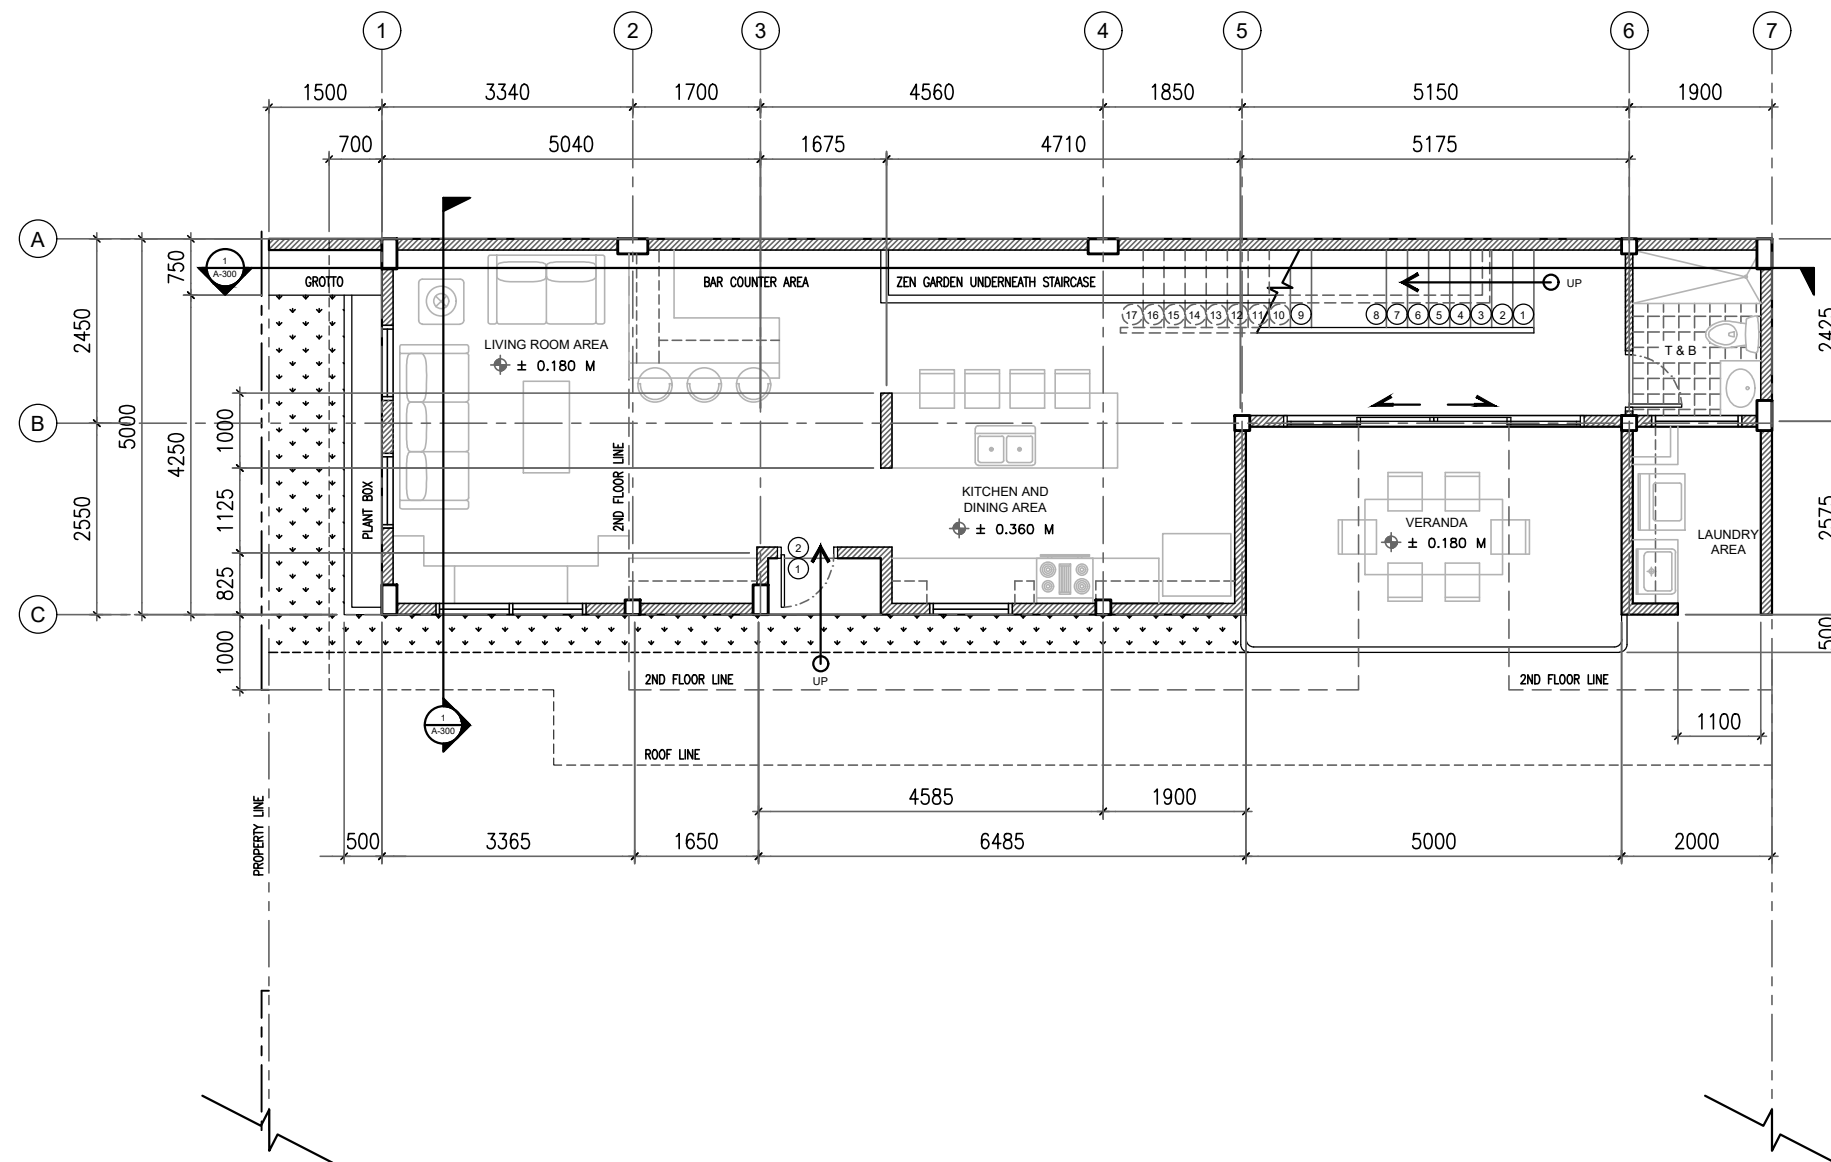 1 2 3 4 5 6 7
1500 3340 1700 4560 1850 5150 1900
700 5040 1675 4710 5175
A
B
C
750
2450
5000
4250
2550
1000
1125
825
1000
1
A-300
GROTTO
BAR COUNTER AREA
ZEN GARDEN UNDERNEATH STAIRCASE
UP
17 16 15 14 13 12 11 10 9 8 7 6 5 4 3 2 1
LIVING ROOM AREA
± 0.180 M
T & B
2425
2575
500
PLANT BOX
2ND FLOOR LINE
KITCHEN AND
DINING AREA
± 0.360 M
VERANDA
± 0.180 M
LAUNDRY
AREA
2
1
UP
2ND FLOOR LINE
2ND FLOOR LINE
1
A-300
1100
ROOF LINE
PROPERTY LINE
4585 1900
500 3365 1650 6485 5000 2000